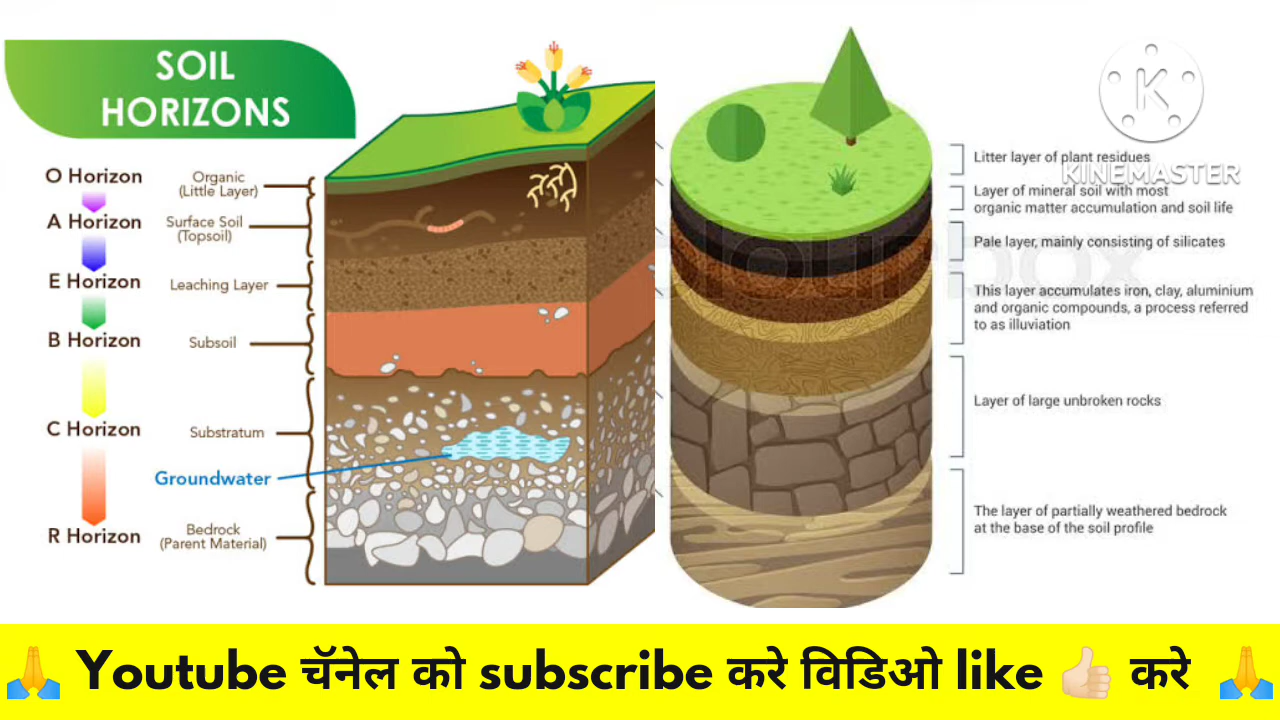 SOIL
HORIZONS
O Horizon
Organic
(Little Layer)
A Horizon
Surface Soil
(Topsoil)
E Horizon
Leaching Layer
B Horizon
Subsoil
C Horizon
Substratum
Groundwater
R Horizon
Bedrock
(Parent Material)
K
KINEMASTER
Litter layer of plant residues
Layer of mineral soil with most
organic matter accumulation and soil life
Pale layer, mainly consisting of silicates
This layer accumulates iron, clay, aluminium
and organic compounds, a process referred
to as illuviation
Layer of large unbroken rocks
The layer of partially weathered bedrock
at the base of the soil profile
🙏 Youtube चॅनेल को subscribe करे विडिओ like 👍🏻 करे 🙏